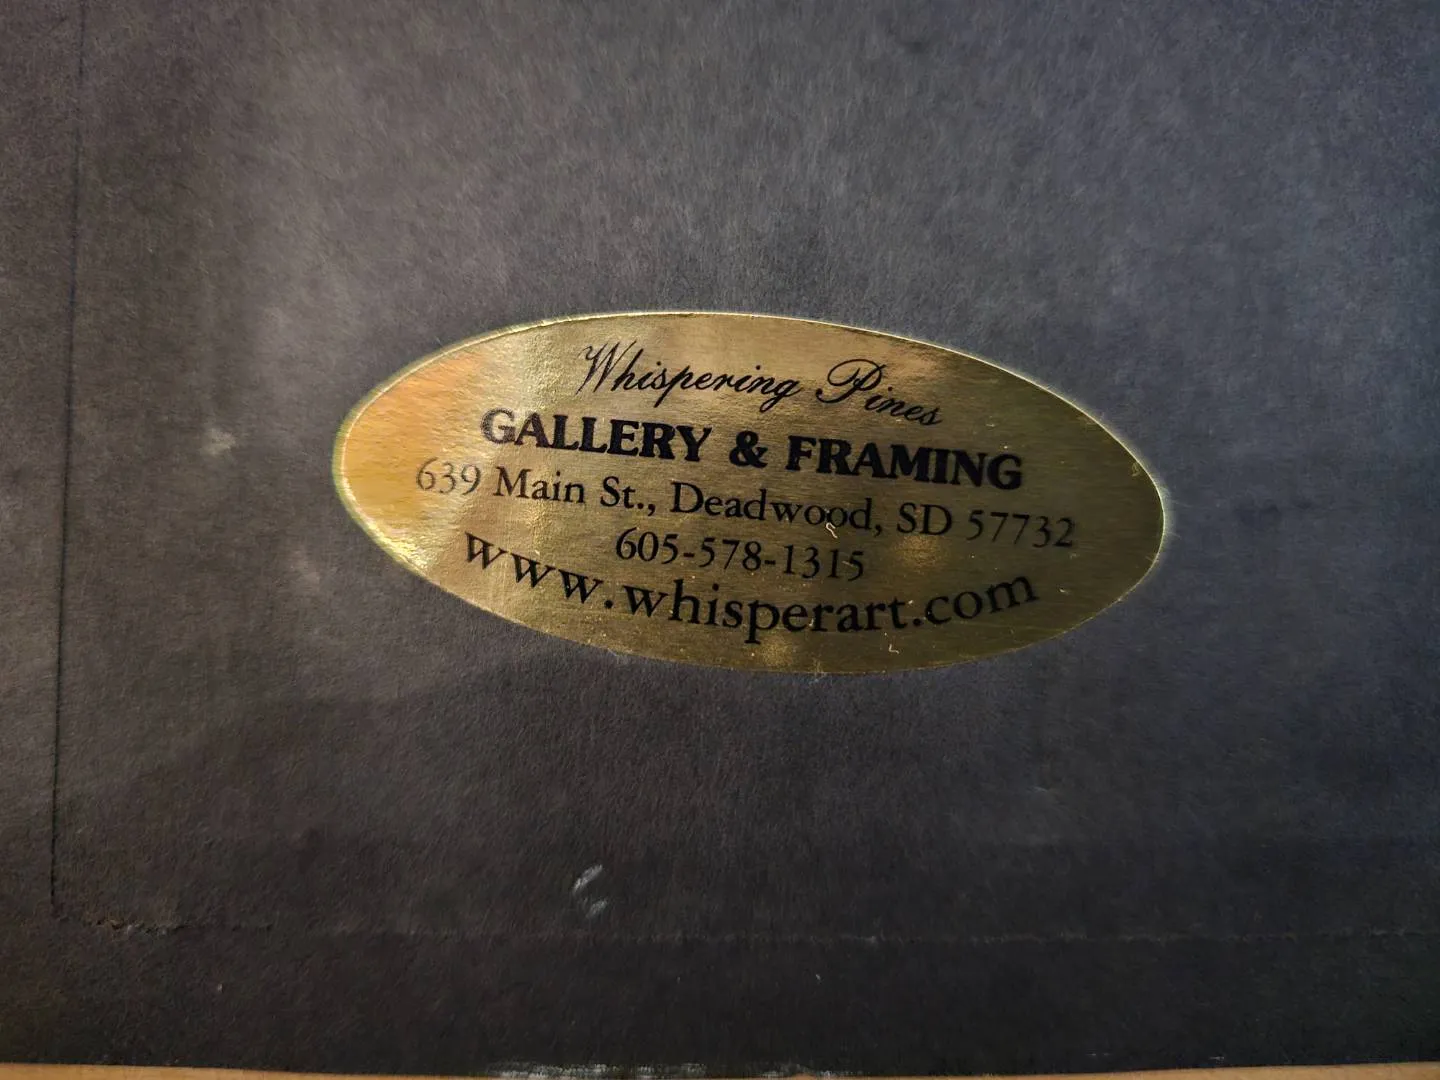 Whispering Pines
GALLERY & FRAMING
639 Main St., Deadwood, SD 57732
605-578-1315
www.whisperart.com